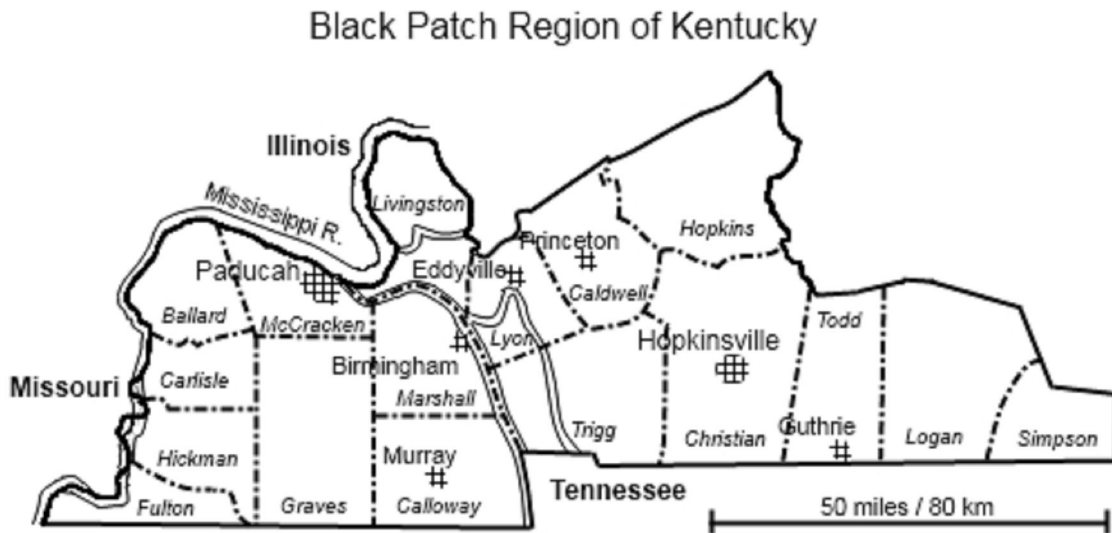 Black Patch Region of Kentucky
Illinois
Livingston
Mississippi R.
Princeton
Hopkins
Paducah
Eddyville
Caldwell
Ballard
McCracken
Lyon
Todd
Hopkinsville
Birmingham
Missouri
Carlisle
Marshall
Guthrie
Trigg
Christian
Logan
Simpson
Hickman
Murray
Tennessee
Fulton
Graves
Calloway
50 miles / 80 km